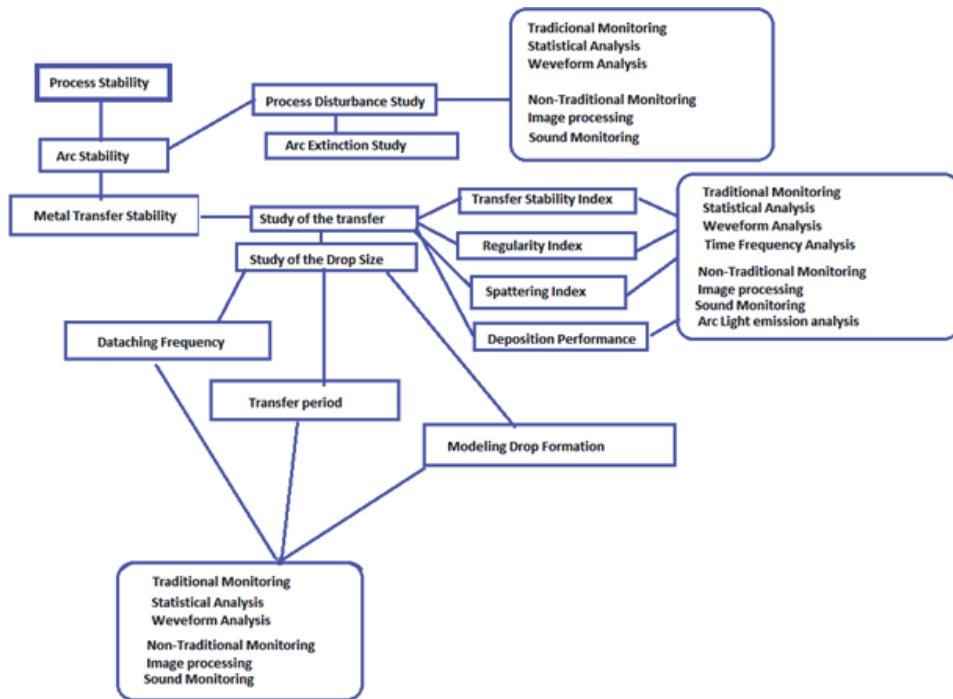 Tradicional Monitoring
Statistical Analysis
Weveform Analysis
Non-Traditional Monitoring
Image processing
Sound Monitoring
Process Stability
Process Disturbance Study
Arc Extinction Study
Arc Stability
Metal Transfer Stability
Study of the transfer
Study of the Drop Size
Transfer Stability Index
Regularity Index
Spattering Index
Deposition Performance
Traditional Monitoring
Statistical Analysis
Weveform Analysis
Time Frequency Analysis
Non-Traditional Monitoring
Image processing
Sound Monitoring
Arc Light emission analysis
Dataching Frequency
Transfer period
Modeling Drop Formation
Traditional Monitoring
Statistical Analysis
Weveform Analysis
Non-Traditional Monitoring
Image processing
Sound Monitoring